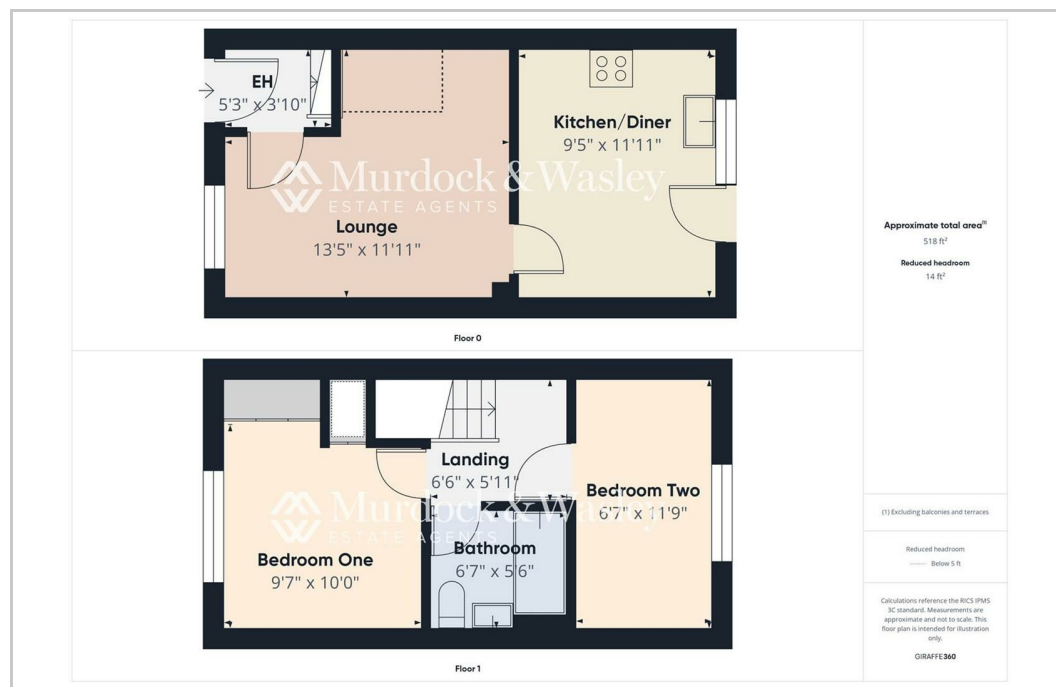 EH
5'3" x 3'10"
Kitchen/Diner
9'5" x 11'11"
Murdock & Wasley
ESTATE AGENTS
Lounge
13'5" x 11'11"
Floor 0
Landing
6'6" x 5'11"
Bedroom Two
6'7" x 11'9"
Murdock & Wasley
ESTATE AGENTS
Bathroom
6'7" x 5'6"
Bedroom One
9'7" x 10'0"
Floor 1
Approximate total area(1)
518 ft²
Reduced headroom
14 ft²
(1) Excluding balconies and terraces
Reduced headroom
Below 5 ft
Calculations reference the RICS IPMS
3C standard. Measurements are
approximate and not to scale. This
floor plan is intended for illustration
only.
GIRAFFE360